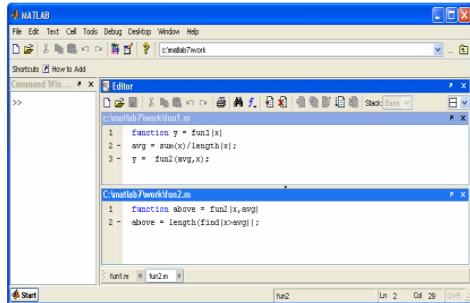 MATLAB
File Edit Text Cell Tools Debug Desktop Window Help
c:\matlab7\work
Shortcuts How to Add
Command Win...
>>
Editor
Stack: Base
c:\matlab7\work\fun1.m
1 function y = fun1(x)
2 - avg = sum(x)/length(x);
3 - y = fun2(avg,x);
C:\matlab7\work\fun2.m
1 function above = fun2(x,avg)
2 - above = length(find(x>avg));
fun1.m fun2.m
Start fun2 Ln 2 Col 29 OVR